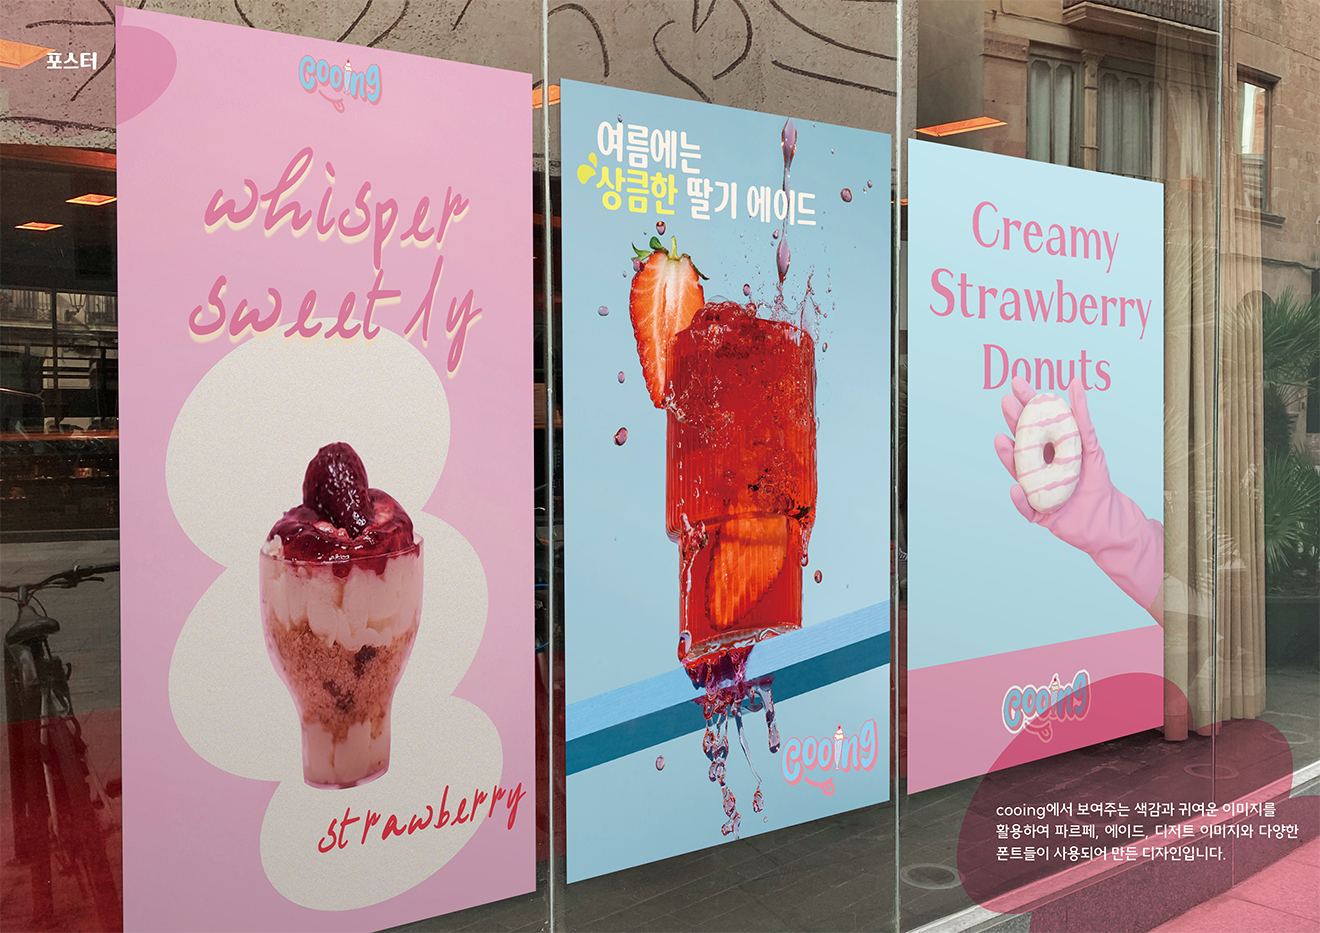 포스터
cooing
whisper
sweetly
strawberry
여름에는
상큼한 딸기 에이드
cooing
Creamy
Strawberry
Donuts
cooing
cooing에서 보여주는 색감과 귀여운 이미지를
활용하여 파르페, 에이드, 디저트 이미지와 다양한
폰트들이 사용되어 만든 디자인입니다.